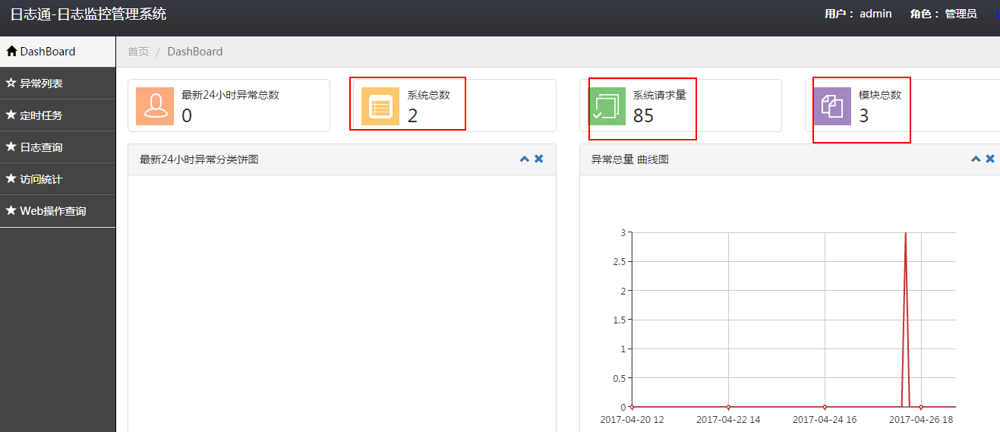 日志通-日志监控管理系统
用户： admin 角色： 管理员
DashBoard
首页 / DashBoard
异常列表
定时任务
日志查询
访问统计
Web操作查询
最新24小时异常总数
0
系统总数
2
系统请求量
85
模块总数
3
最新24小时异常分类饼图
异常总量 曲线图
3
2.5
2
1.5
1
0.5
0
2017-04-20 12
2017-04-22 14
2017-04-24 16
2017-04-26 18